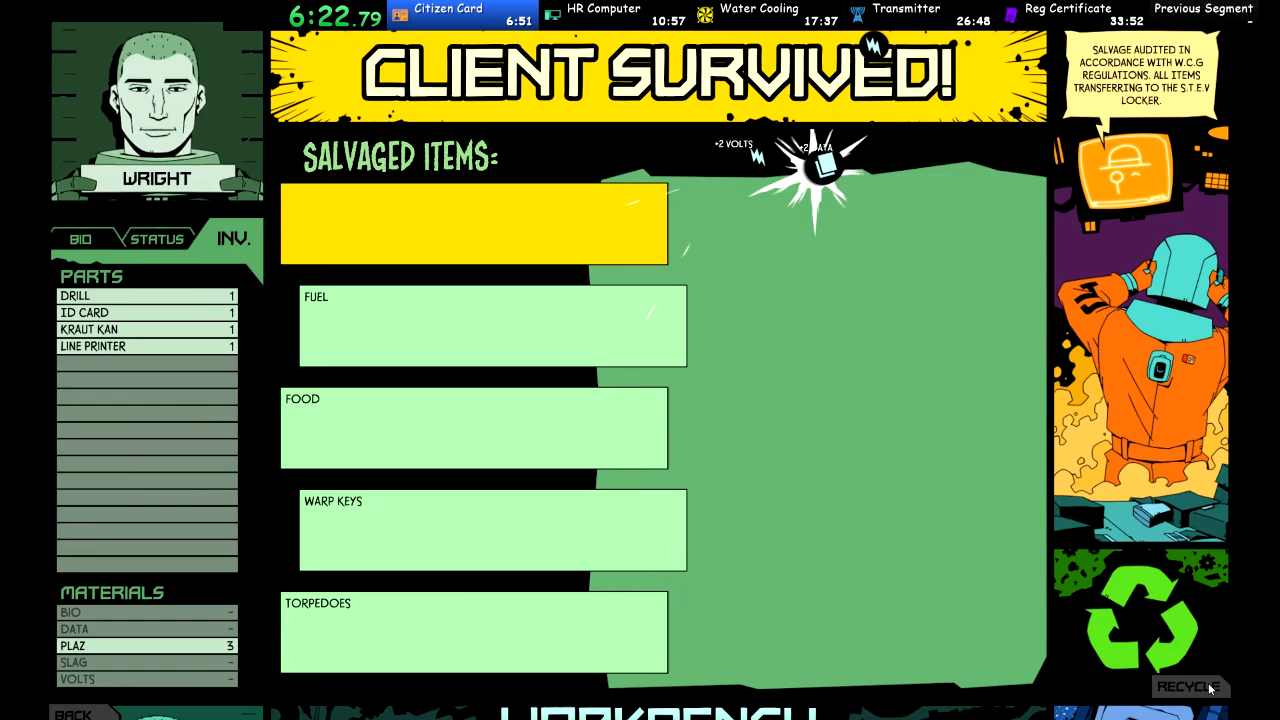 6:22.79
Citizen Card
6:51
HR Computer
10:57
Water Cooling
17:37
Transmitter
26:48
Reg Certificate
33:52
Previous Segment
-
CLIENT SURVIVED!
SALVAGE AUDITED IN
ACCORDANCE WITH W.C.G
REGULATIONS. ALL ITEMS
TRANSFERRING TO THE S.T.E.V
LOCKER.
WRIGHT
BIO
STATUS
INV.
SALVAGED ITEMS:
+2 VOLTS
PARTS
DRILL 1
ID CARD 1
KRAUT KAN 1
LINE PRINTER 1
FUEL
FOOD
WARP KEYS
TORPEDOES
MATERIALS
BIO -
DATA -
PLAZ 3
SLAG -
VOLTS -
RECYCLE
BACK